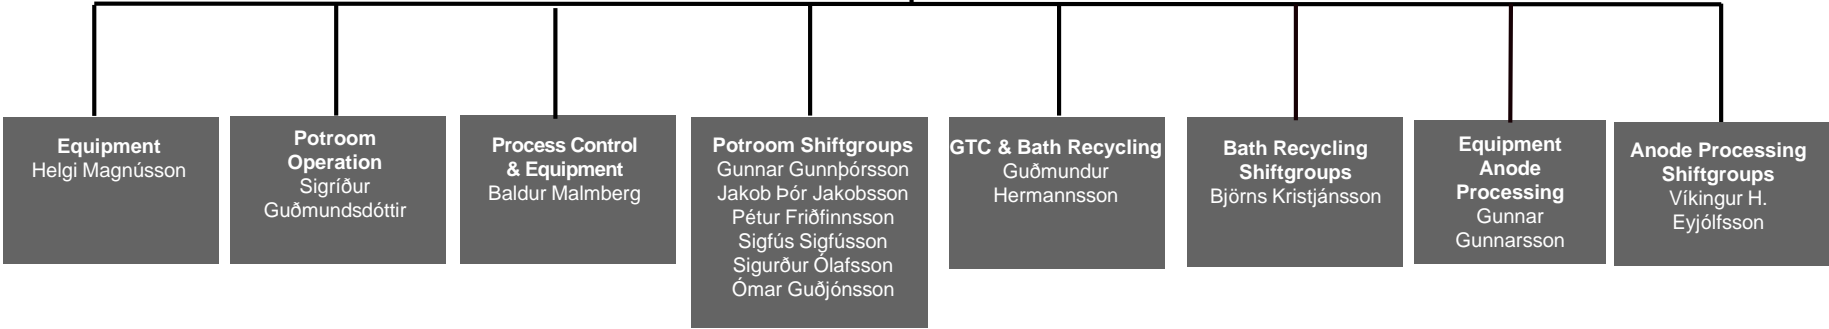 Equipment
Helgi Magnússon
Potroom
Operation
Sigríður
Guðmundsdóttir
Process Control
& Equipment
Baldur Malmberg
Potroom Shiftgroups
Gunnar Gunnþórsson
Jakob Þór Jakobsson
Pétur Friðfinnsson
Sigfús Sigfússon
Sigurður Ólafsson
Ómar Guðjónsson
GTC & Bath Recycling
Guðmundur
Hermannsson
Bath Recycling
Shiftgroups
Björns Kristjánsson
Equipment
Anode
Processing
Gunnar
Gunnarsson
Anode Processing
Shiftgroups
Víkingur H.
Eyjólfsson